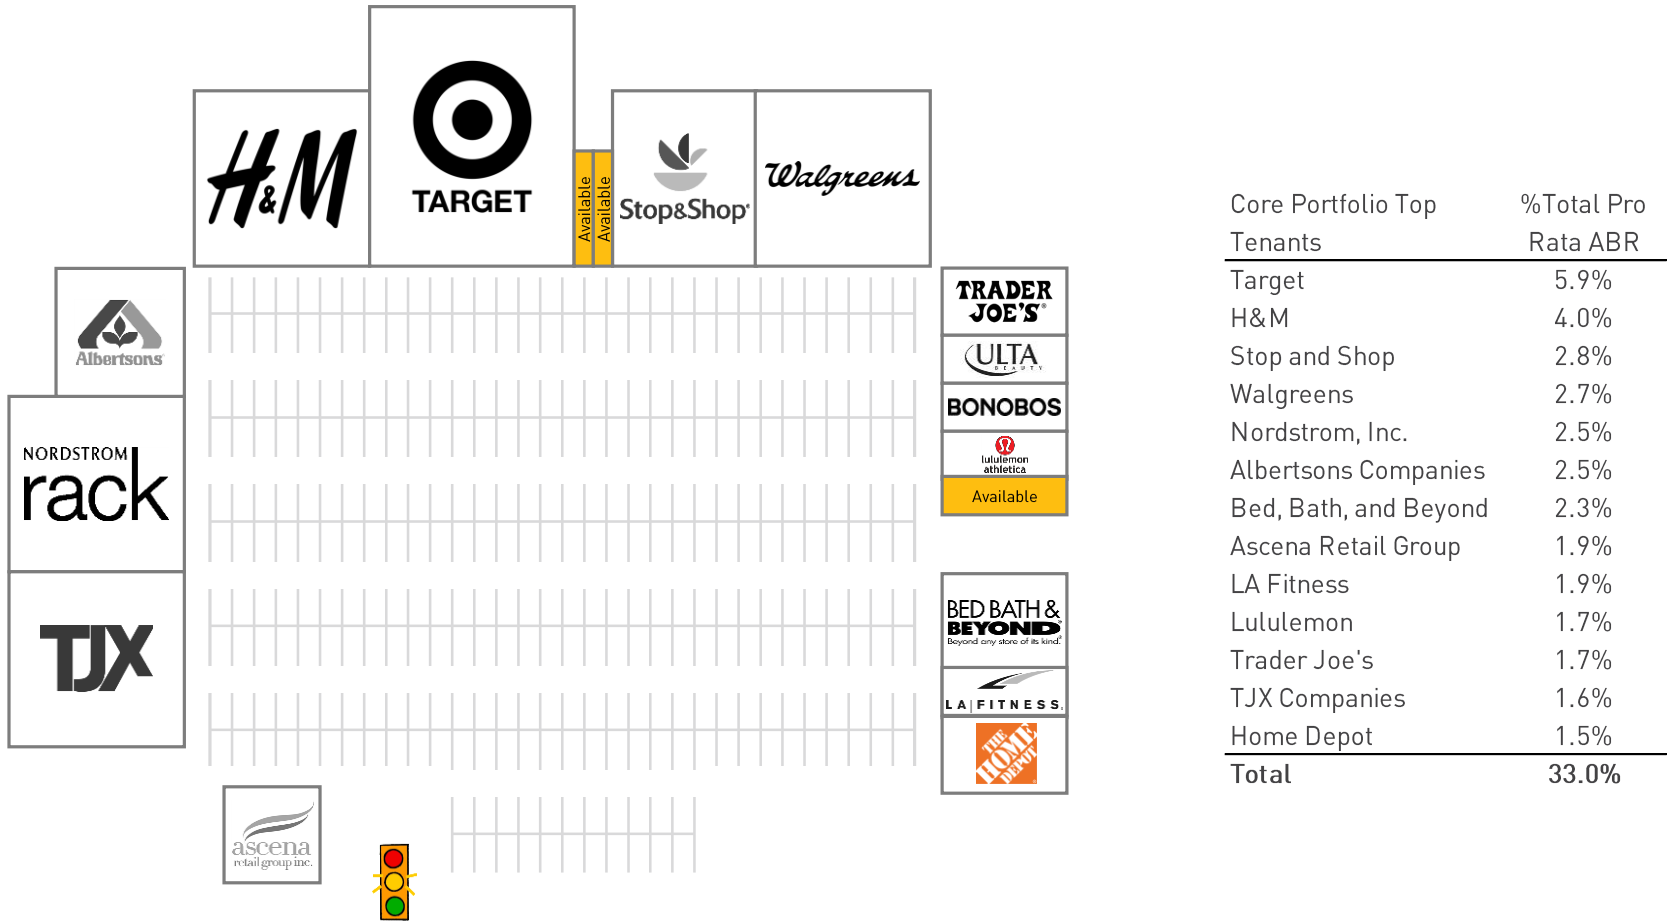 H&M
TARGET
Available
Available
Stop&Shop®
Walgreens
Albertsons
NORDSTROM
rack
TJX
TRADER
JOE'S®
ULTA
BEAUTY
BONOBOS
lululemon
athletica
Available
BED BATH &
BEYOND®
Beyond any store of its kind.®
LA|FITNESS®
THE
HOME
DEPOT
ascena
retail group inc.
Core Portfolio Top %Total Pro
Tenants Rata ABR
Target 5.9%
H&M 4.0%
Stop and Shop 2.8%
Walgreens 2.7%
Nordstrom, Inc. 2.5%
Albertsons Companies 2.5%
Bed, Bath, and Beyond 2.3%
Ascena Retail Group 1.9%
LA Fitness 1.9%
Lululemon 1.7%
Trader Joe's 1.7%
TJX Companies 1.6%
Home Depot 1.5%
Total 33.0%